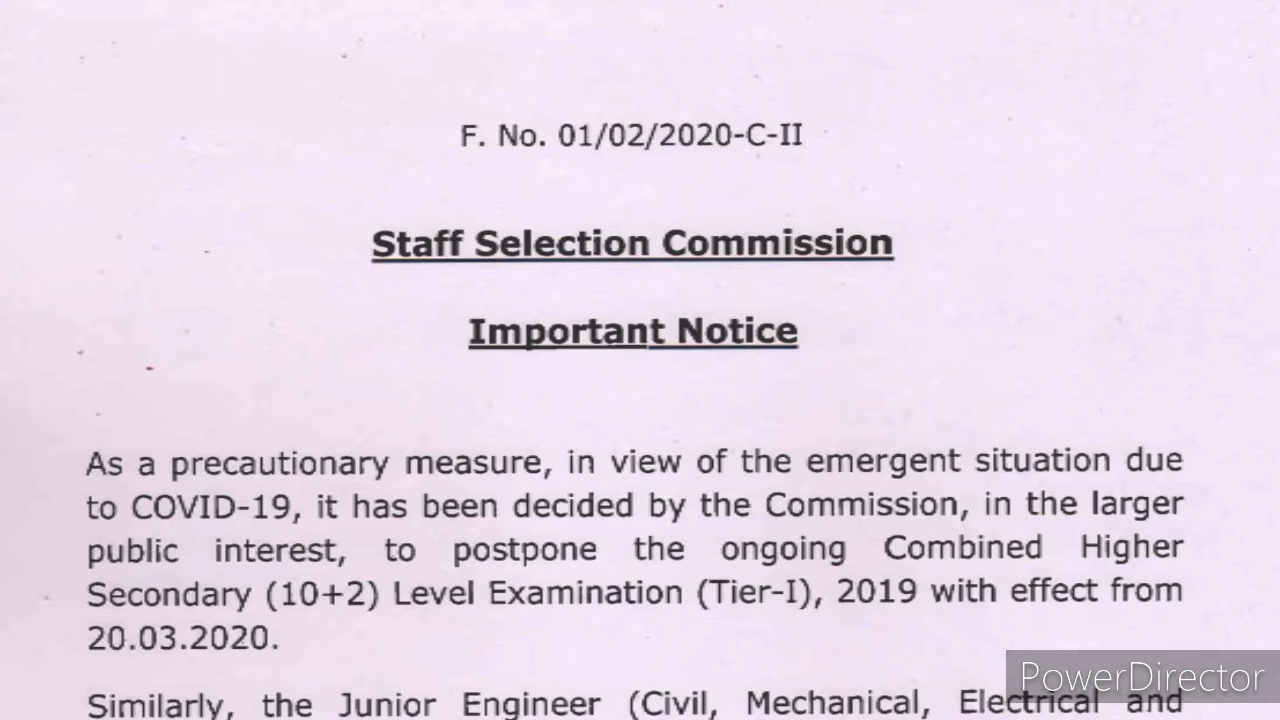 F. No. 01/02/2020-C-II
Staff Selection Commission
Important Notice
As a precautionary measure, in view of the emergent situation due
to COVID-19, it has been decided by the Commission, in the larger
public interest, to postpone the ongoing Combined Higher
Secondary (10+2) Level Examination (Tier-I), 2019 with effect from
20.03.2020.
Similarly, the Junior Engineer (Civil, Mechanical, Electrical and
PowerDirector